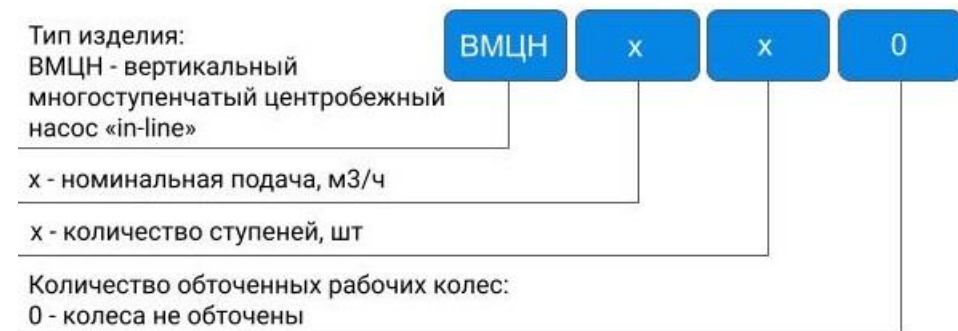 Тип изделия:
ВМЦН - вертикальный
многоступенчатый центробежный
насос «in-line»
ВМЦН х х 0
х - номинальная подача, м3/ч
х - количество ступеней, шт
Количество обточенных рабочих колес:
0 - колеса не обточены